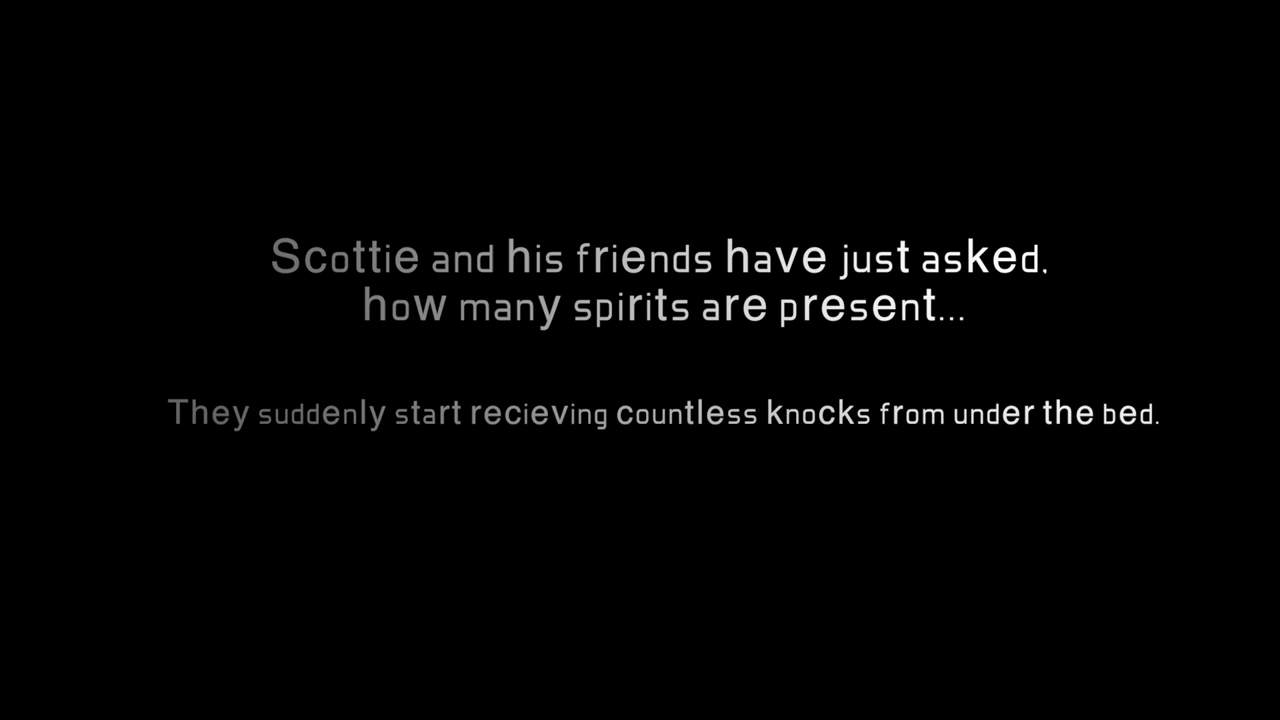 Scottie and his friends have just asked,
how many spirits are present...
They suddenly start recieving countless knocks from under the bed.